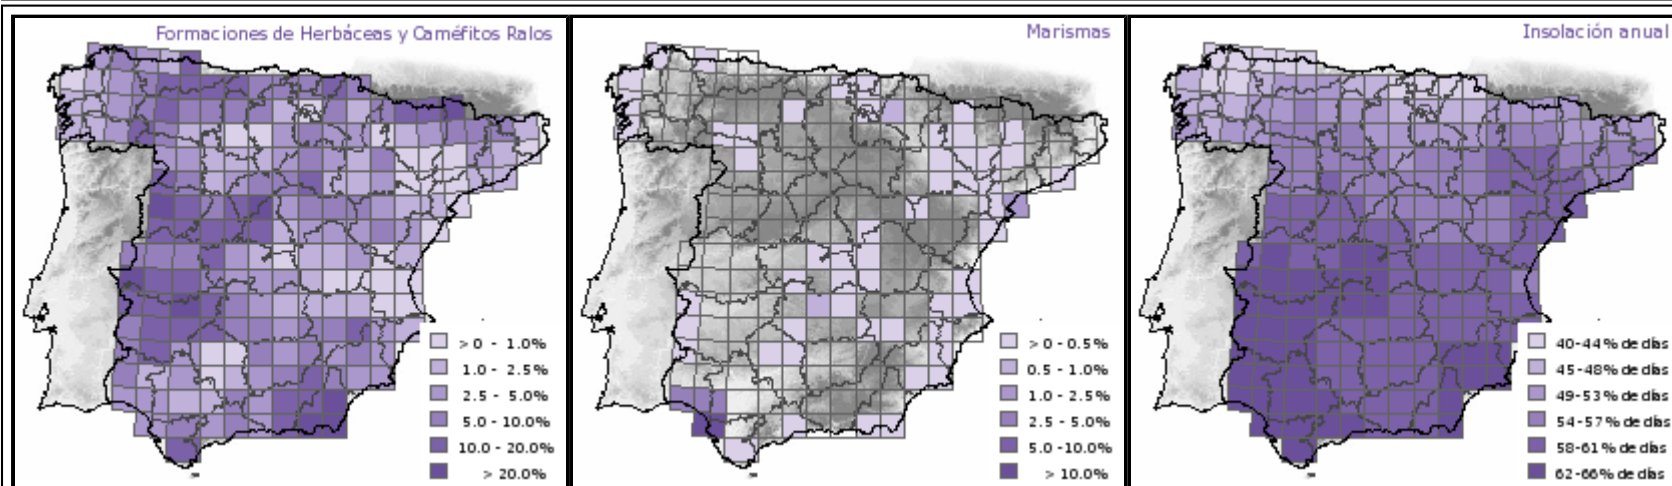 Formaciones de Herbáceas y Caméfitos Ralos
> 0 - 1.0%
1.0 - 2.5%
2.5 - 5.0%
5.0 - 10.0%
10.0 - 20.0%
> 20.0%
Marismas
> 0 - 0.5%
0.5 - 1.0%
1.0 - 2.5%
2.5 - 5.0%
5.0 -10.0%
> 10.0%
Insolación anual
40-44% de días
45-48% de días
49-53% de días
54-57% de días
58-61% de días
62-66% de días